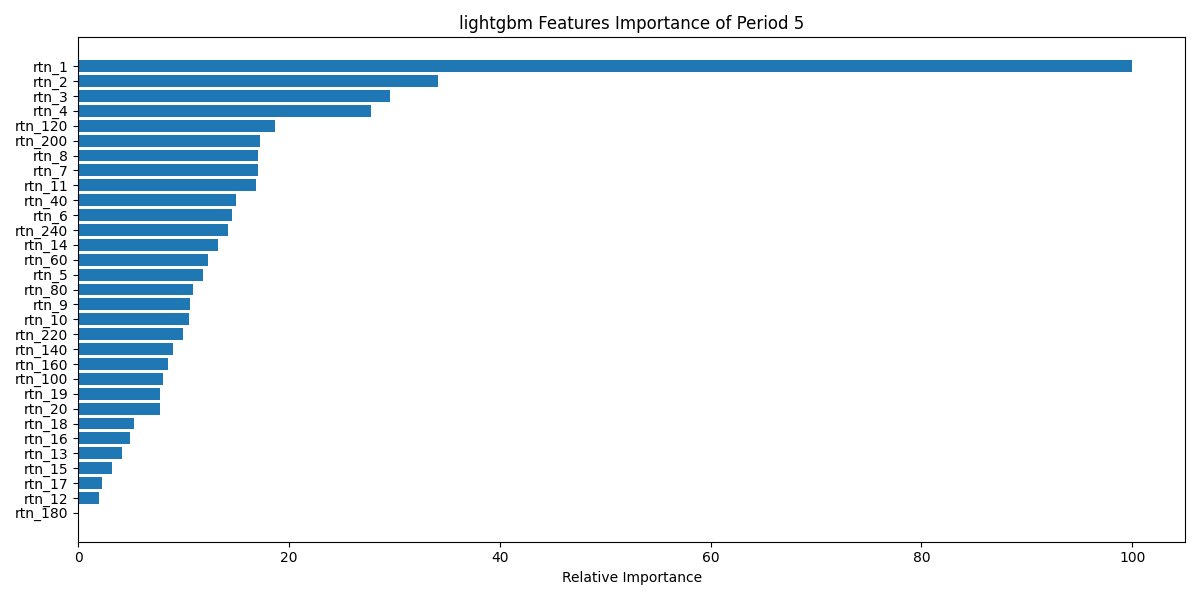 lightgbm Features Importance of Period 5
rtn_1
rtn_2
rtn_3
rtn_4
rtn_120
rtn_200
rtn_8
rtn_7
rtn_11
rtn_40
rtn_6
rtn_240
rtn_14
rtn_60
rtn_5
rtn_80
rtn_9
rtn_10
rtn_220
rtn_140
rtn_160
rtn_100
rtn_19
rtn_20
rtn_18
rtn_16
rtn_13
rtn_15
rtn_17
rtn_12
rtn_180
0 20 40 60 80 100
Relative Importance